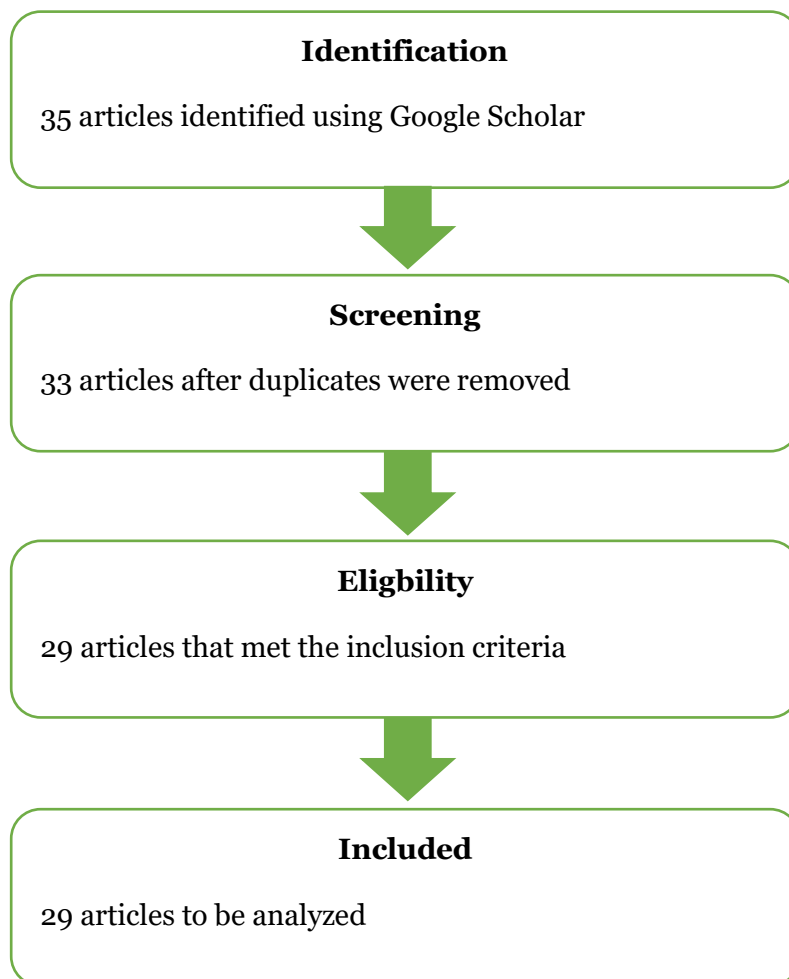 Identification
35 articles identified using Google Scholar
Screening
33 articles after duplicates were removed
Eligbility
29 articles that met the inclusion criteria
Included
29 articles to be analyzed